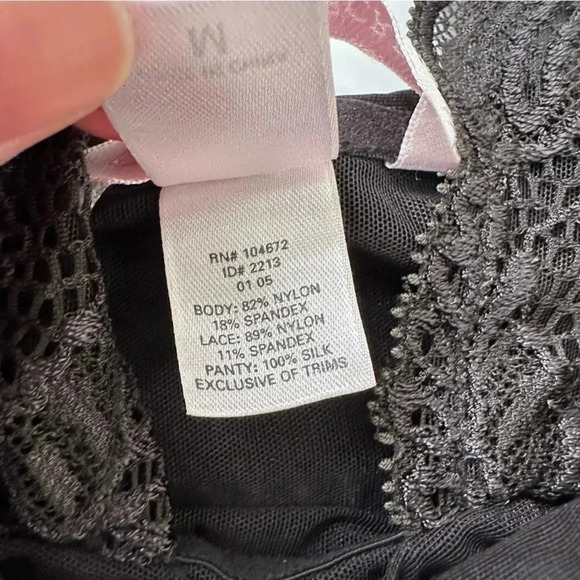 M
RN# 104672
ID# 2213
01 05
BODY: 82% NYLON
18% SPANDEX
LACE: 89% NYLON
11% SPANDEX
PANTY: 100% SILK
EXCLUSIVE OF TRIMS